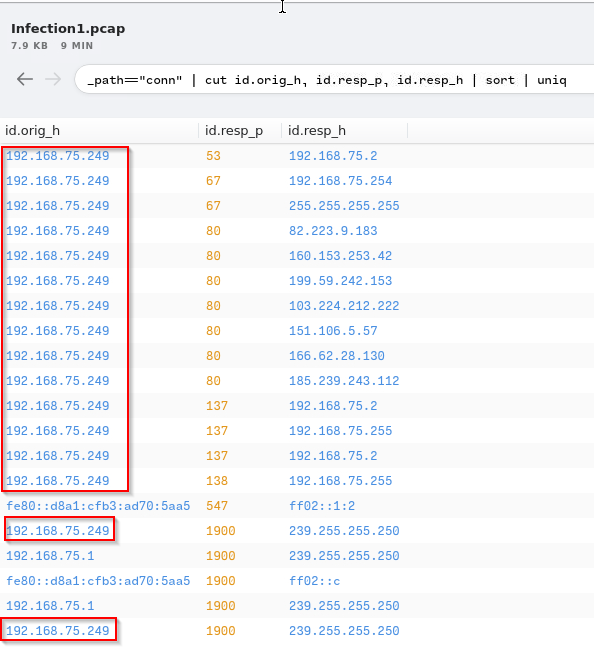 Infection1.pcap
7.9 KB 9 MIN
_path=="conn" | cut id.orig_h, id.resp_p, id.resp_h | sort | uniq
id.orig_h id.resp_p id.resp_h
192.168.75.249 53 192.168.75.2
192.168.75.249 67 192.168.75.254
192.168.75.249 67 255.255.255.255
192.168.75.249 80 82.223.9.183
192.168.75.249 80 160.153.253.42
192.168.75.249 80 199.59.242.153
192.168.75.249 80 103.224.212.222
192.168.75.249 80 151.106.5.57
192.168.75.249 80 166.62.28.130
192.168.75.249 80 185.239.243.112
192.168.75.249 137 192.168.75.2
192.168.75.249 137 192.168.75.255
192.168.75.249 137 192.168.75.2
192.168.75.249 138 192.168.75.255
fe80::d8a1:cfb3:ad70:5aa5 547 ff02::1:2
192.168.75.249 1900 239.255.255.250
192.168.75.1 1900 239.255.255.250
fe80::d8a1:cfb3:ad70:5aa5 1900 ff02::c
192.168.75.1 1900 239.255.255.250
192.168.75.249 1900 239.255.255.250